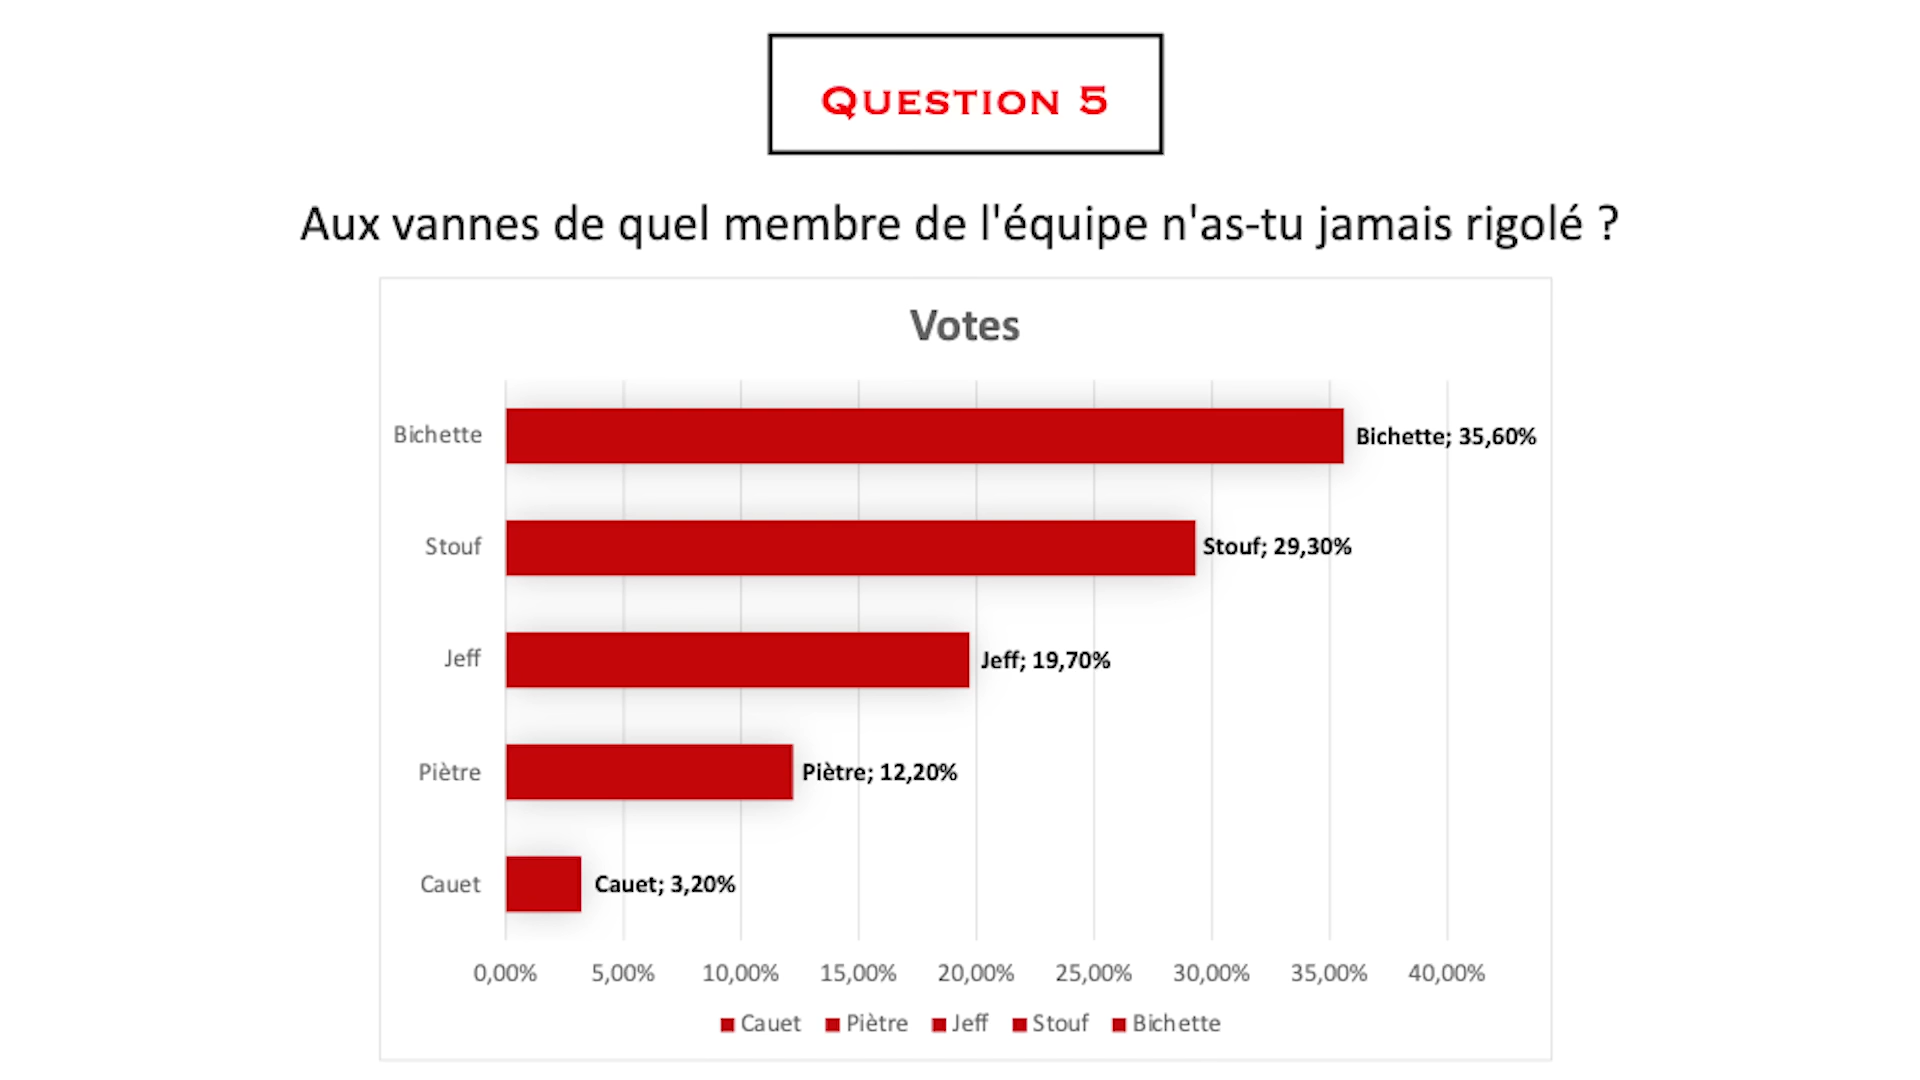 Question 5
Aux vannes de quel membre de l'équipe n'as-tu jamais rigolé ?
Votes
Bichette
Bichette; 35,60%
Stouf
Stouf; 29,30%
Jeff
Jeff; 19,70%
Piètre
Piètre; 12,20%
Cauet
Cauet; 3,20%
0,00% 5,00% 10,00% 15,00% 20,00% 25,00% 30,00% 35,00% 40,00%
Cauet Piètre Jeff Stouf Bichette